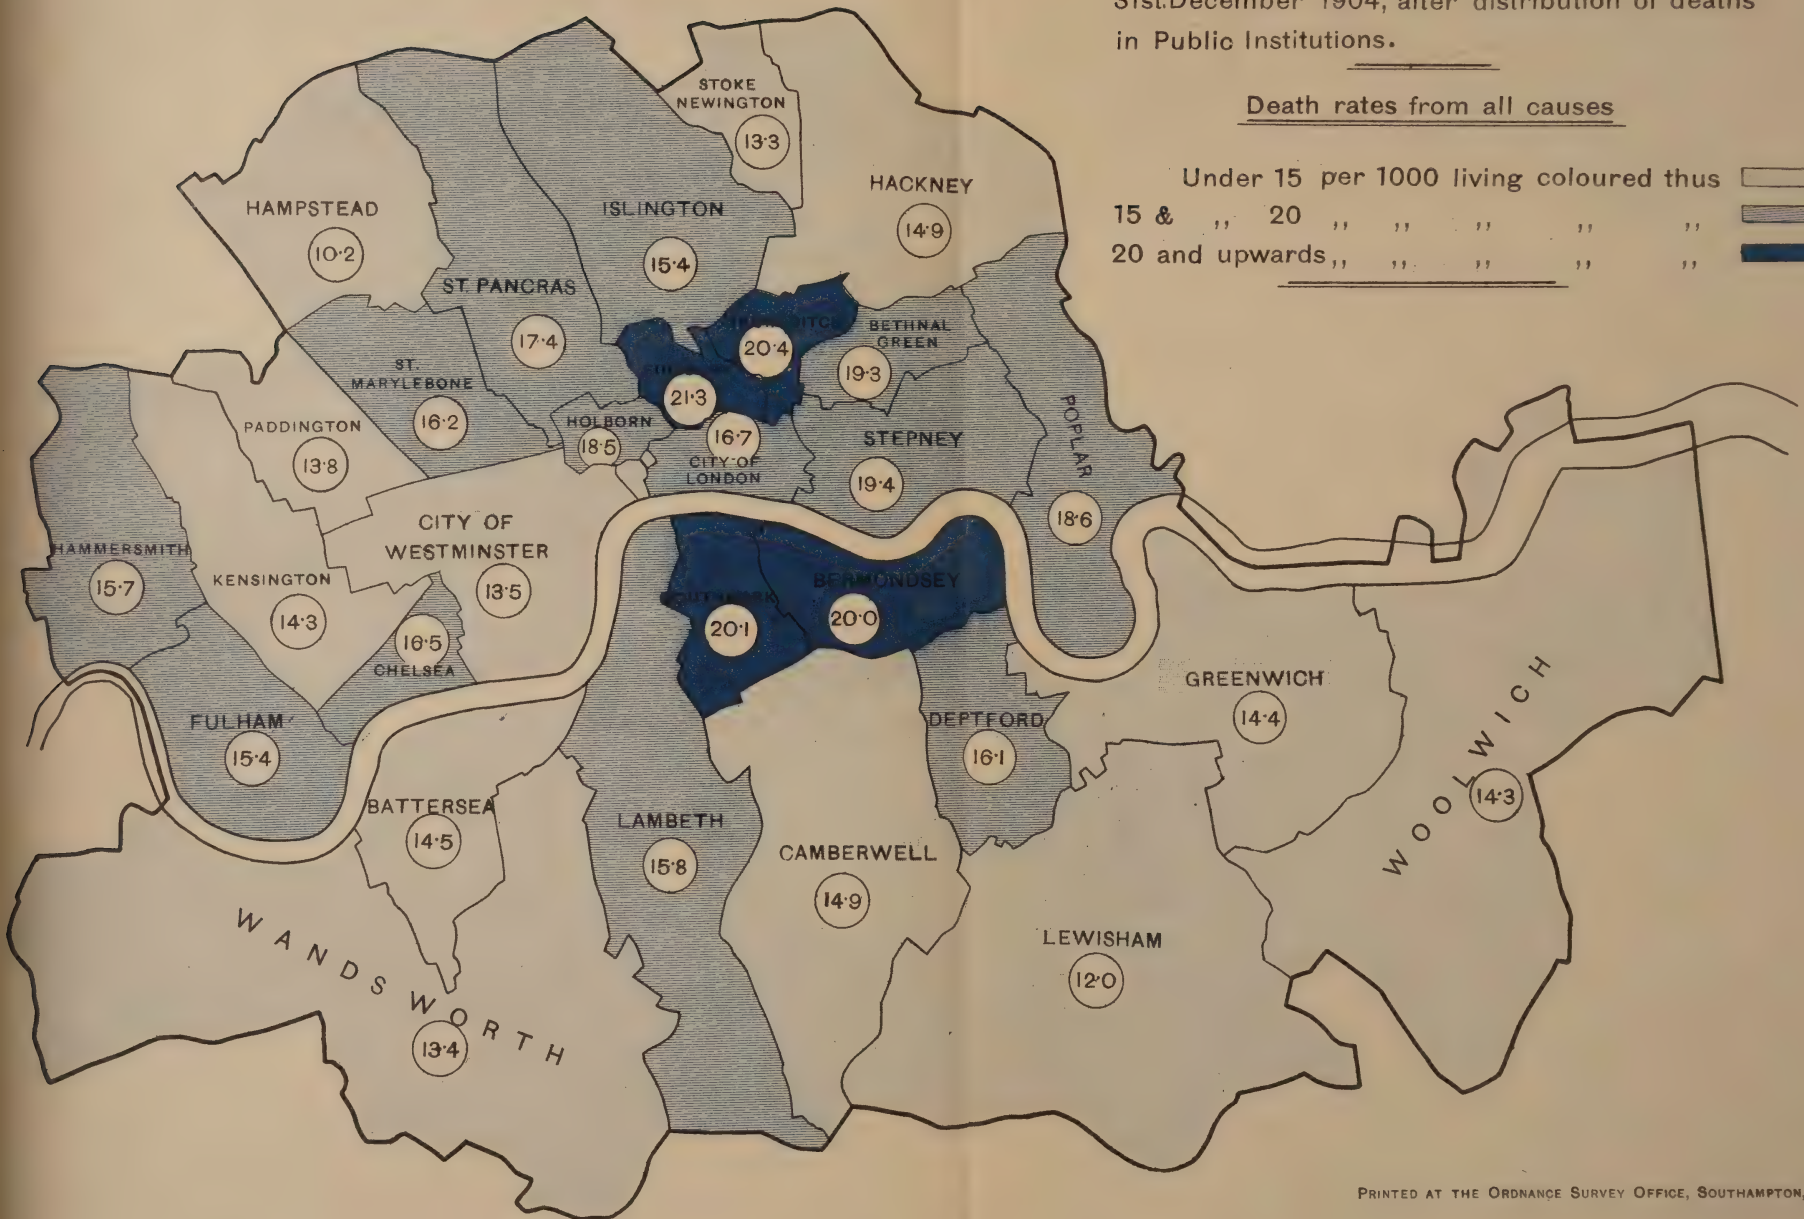 31st. December 1904, after distribution of deaths
in Public Institutions.
Death rates from all causes
Under 15 per 1000 living coloured thus
15 & ,, 20 ,, ,, ,, ,, ,,
20 and upwards ,, ,, ,, ,, ,,
STOKE
NEWINGTON
13·3
HACKNEY
14·9
HAMPSTEAD
10·2
ISLINGTON
15·4
ST. PANCRAS
17·4
20·4
BETHNAL
GREEN
19·3
ST.
MARYLEBONE
16·2
21·3
PADDINGTON
13·8
HOLBORN
18·5
16·7
CITY OF
LONDON
STEPNEY
19·4
POPLAR
18·6
CITY OF
WESTMINSTER
13·5
HAMMERSMITH
15·7
KENSINGTON
14·3
16·5
CHELSEA
20·1
BERMONDSEY
20·0
FULHAM
15·4
DEPTFORD
16·1
GREENWICH
14·4
WOOLWICH
14·3
BATTERSEA
14·5
LAMBETH
15·8
CAMBERWELL
14·9
LEWISHAM
12·0
WANDSWORTH
13·4
PRINTED AT THE ORDNANCE SURVEY OFFICE, SOUTHAMPTON,